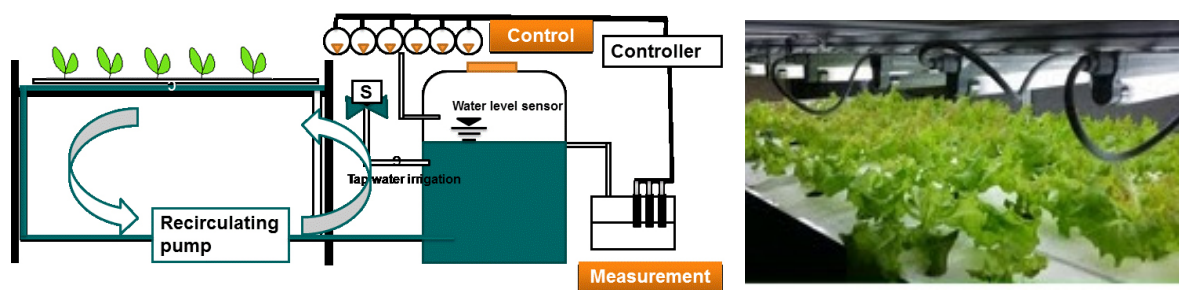 Control
Controller
S
Water level sensor
Tap water irrigation
Recirculating
pump
Measurement